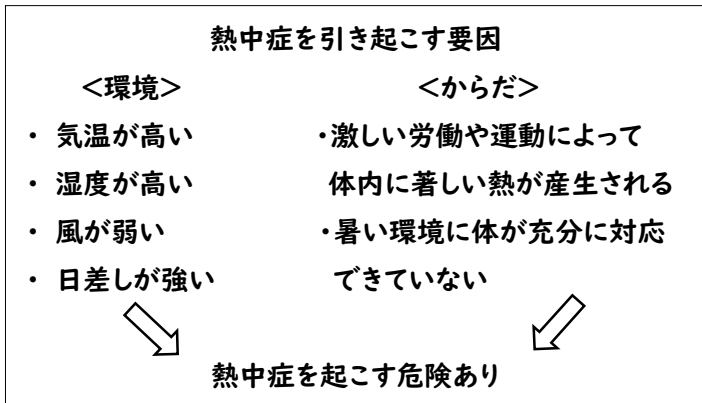 熱中症を引き起こす要因
<環境>
・ 気温が高い
・ 湿度が高い
・ 風が弱い
・ 日差しが強い
<からだ>
・激しい労働や運動によって
体内に著しい熱が産生される
・暑い環境に体が充分に対応
できていない
熱中症を起こす危険あり